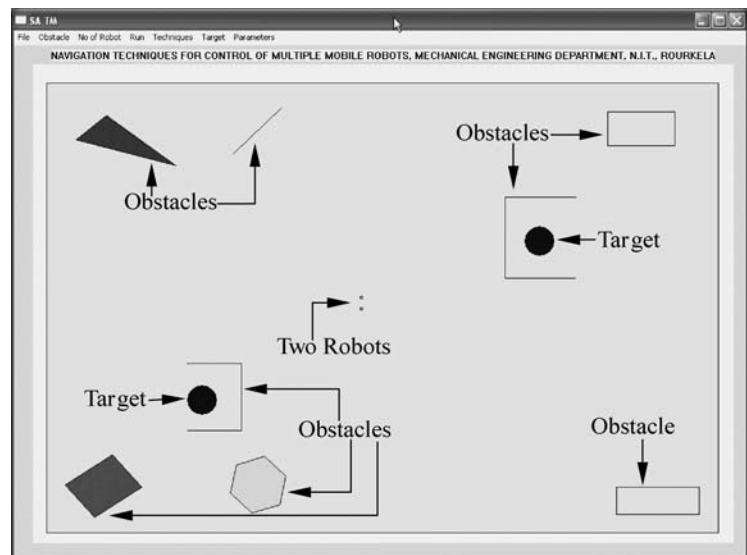 SA TM
File Obstacle No of Robot Run Techniques Target Parameters
NAVIGATION TECHNIQUES FOR CONTROL OF MULTIPLE MOBILE ROBOTS, MECHANICAL ENGINEERING DEPARTMENT, N.I.T., ROURKELA
Obstacles
Obstacles
Target
Two Robots
Target
Obstacles
Obstacle